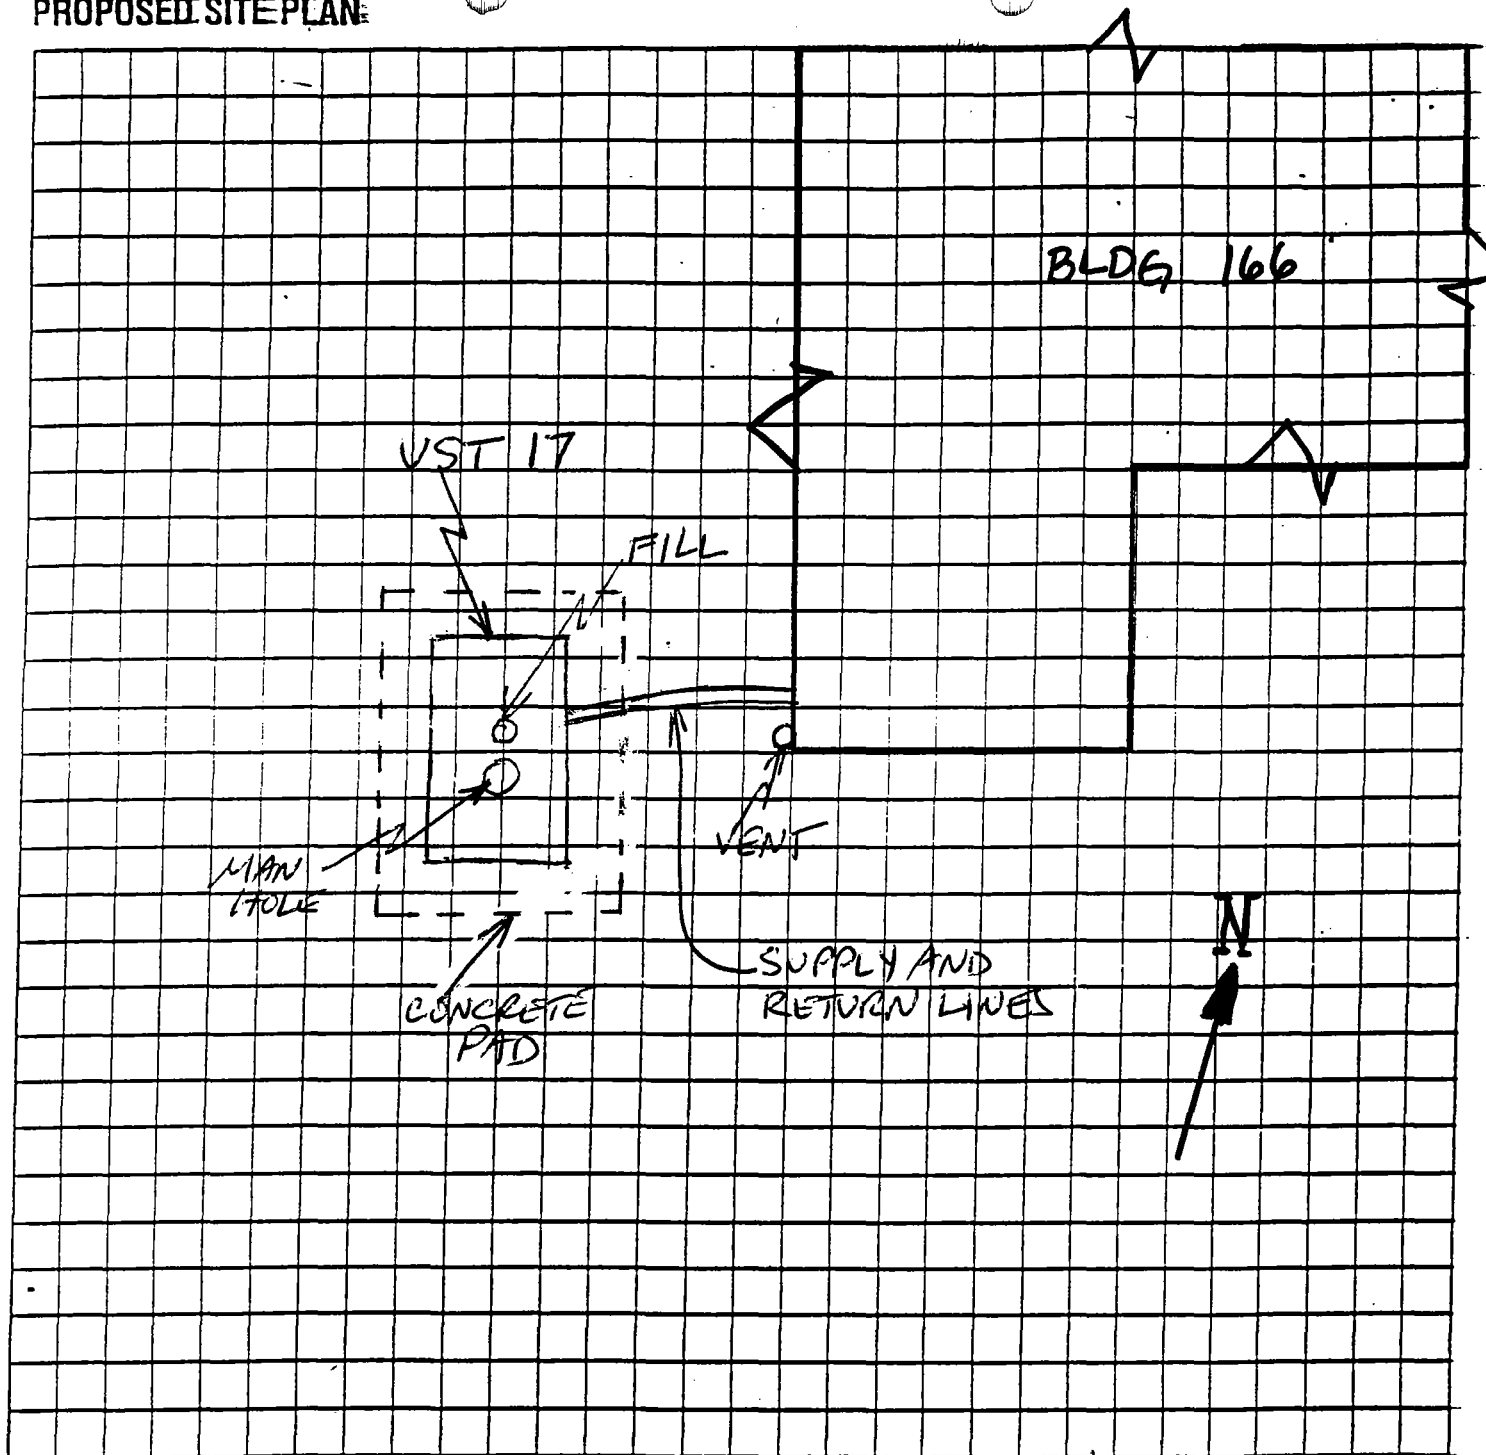 PROPOSED SITE PLAN:
BLDG 166
UST 17
FILL
VENT
MAN
HOLE
N
SUPPLY AND
RETURN LINES
CONCRETE
PAD